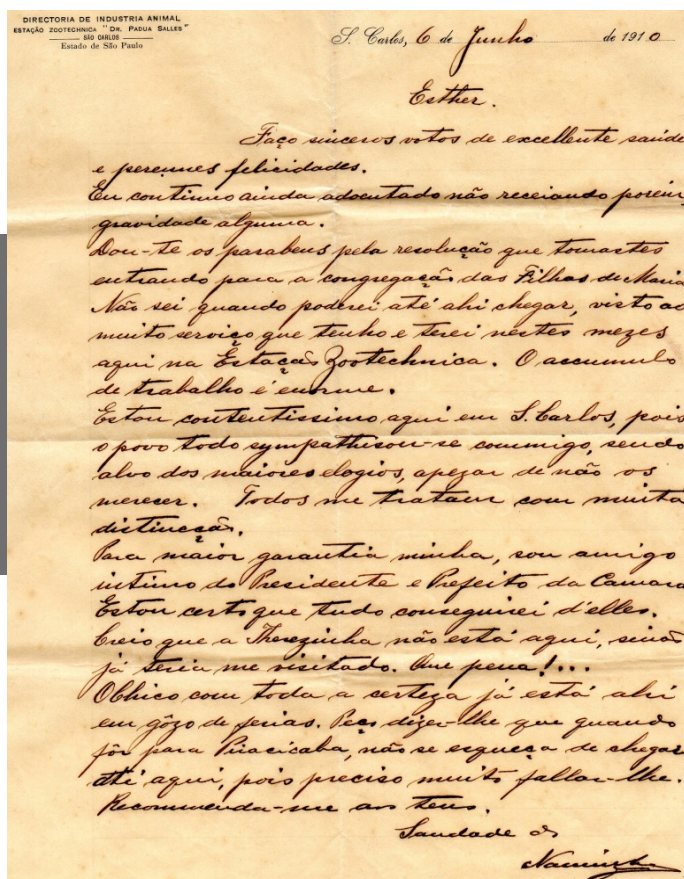 DIRECTORIA DE INDUSTRIA ANIMAL
ESTAÇÃO ZOOTECHNICA "DR. PADUA SALLES"
SÃO CARLOS
Estado de São Paulo
S. Carlos, 6 de Junho de 1910
Esther.
Faço sinceros votos de excellente saúde
e perennes felicidades.
Eu continuo ainda adoentado não receiando porém
gravidade alguma.
Dou-te os parabens pela resolução que tomastes
entrando para a congregação das Filhas de Maria
Não sei quando poderei até ahi chegar, visto ao
muito serviço que tenho e terei nestes mezes
aqui na Estação Zootechnica. O accumulo
de trabalho é enorme.
Estou contentissimo aqui em S. Carlos, pois
o povo todo sympathisou-se commigo, sendo
alvo dos maiores elogios, apezar de não os
merecer. Todos me tratam com muita
distincção.
Para maior garantia minha, sou amigo
intimo do Presidente e Prefeito da Camara
Estou certo que tudo conseguirei d'elles.
Creio que a Therezinha não está aqui, senão
já teria me visitado. Que pena!...
O Chico com toda a certeza já está ahi
em gôzo de ferias. Peço dizer-lhe que quando
fôr para Piracicaba, não se esqueça de chegar
até aqui, pois preciso muito fallar-lhe.
Recommenda-me aos teus.
Saudade do